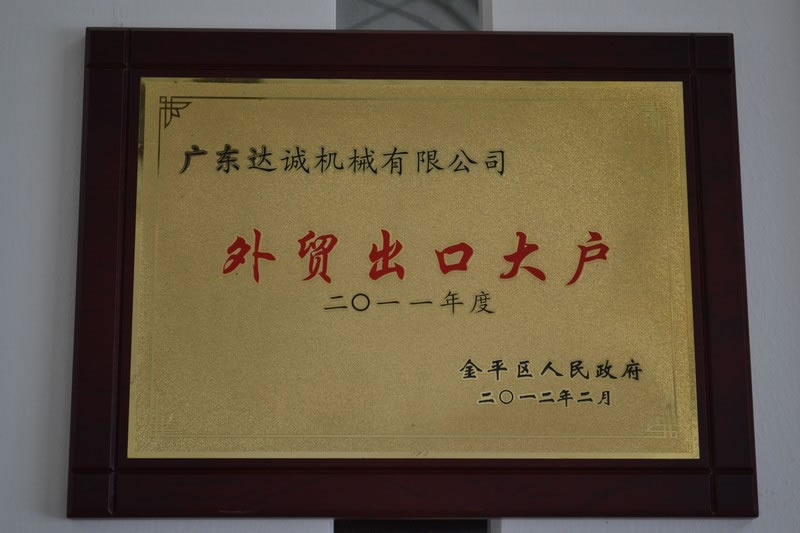 广东达诚机械有限公司
外贸出口大户
二〇一一年度
金平区人民政府
二〇一二年二月